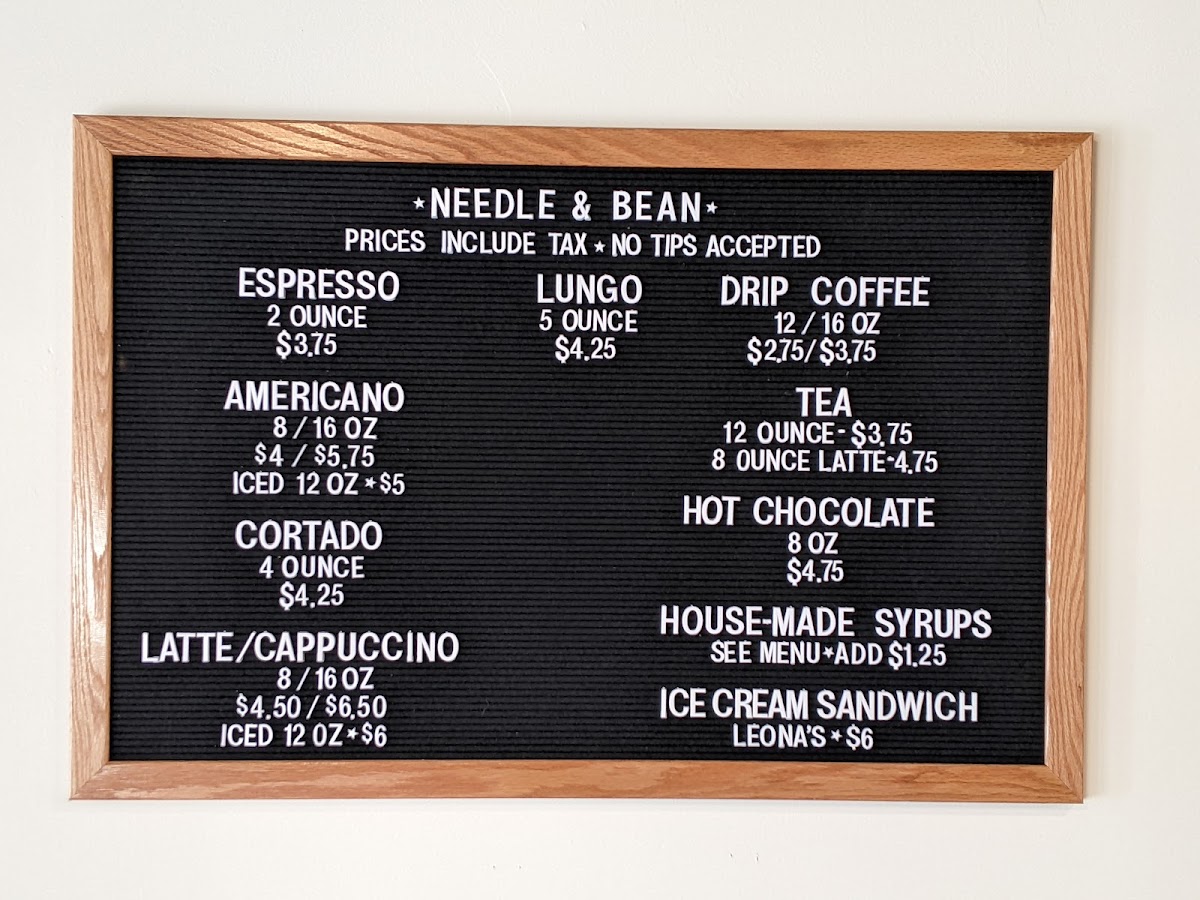 *NEEDLE & BEAN*
PRICES INCLUDE TAX * NO TIPS ACCEPTED
ESPRESSO
2 OUNCE
$3.75
AMERICANO
8 / 16 OZ
$4 / $5.75
ICED 12 OZ * $5
CORTADO
4 OUNCE
$4.25
LATTE/CAPPUCCINO
8 / 16 OZ
$4.50 / $6.50
ICED 12 OZ * $6
LUNGO
5 OUNCE
$4.25
DRIP COFFEE
12 / 16 OZ
$2.75/$3.75
TEA
12 OUNCE - $3.75
8 OUNCE LATTE-4.75
HOT CHOCOLATE
8 OZ
$4.75
HOUSE-MADE SYRUPS
SEE MENU * ADD $1.25
ICE CREAM SANDWICH
LEONA'S * $6